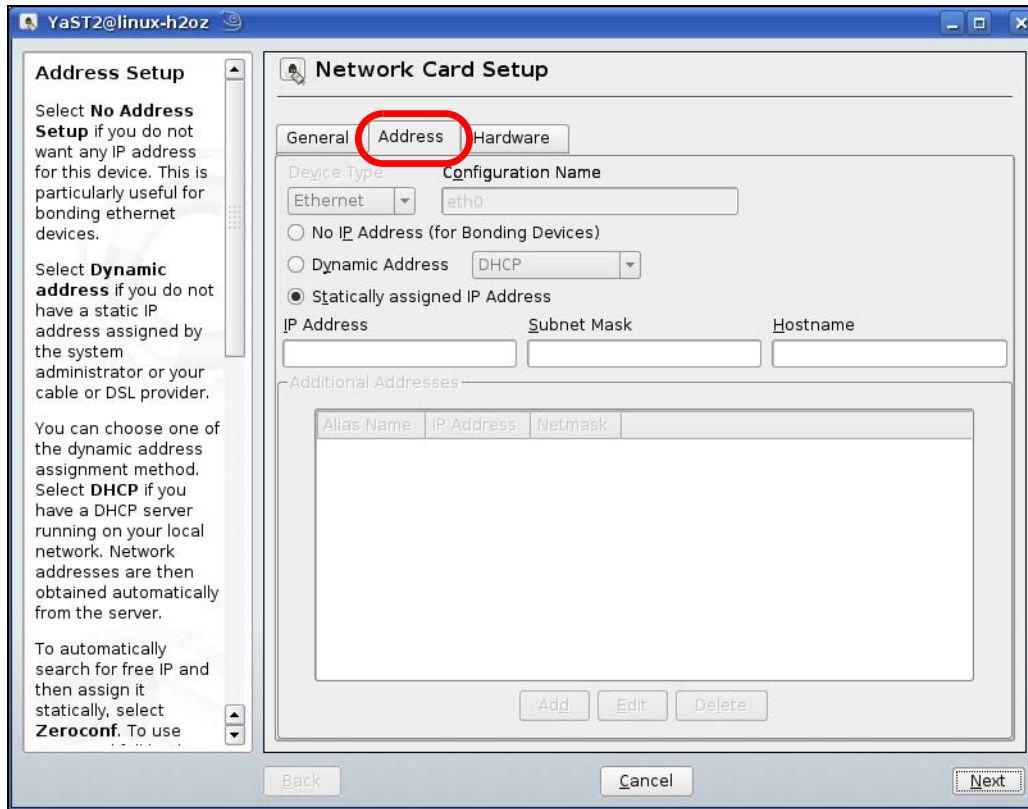 YaST2@linux-h2oz
Address Setup
Select No Address
Setup if you do not
want any IP address
for this device. This is
particularly useful for
bonding ethernet
devices.
Select Dynamic
address if you do not
have a static IP
address assigned by
the system
administrator or your
cable or DSL provider.
You can choose one of
the dynamic address
assignment method.
Select DHCP if you
have a DHCP server
running on your local
network. Network
addresses are then
obtained automatically
from the server.
To automatically
search for free IP and
then assign it
statically, select
Zeroconf. To use
Network Card Setup
General Address Hardware
Device Type Configuration Name
Ethernet eth0
No IP Address (for Bonding Devices)
Dynamic Address DHCP
Statically assigned IP Address
IP Address Subnet Mask Hostname
Additional Addresses
Alias Name IP Address Netmask
Add Edit Delete
Back Cancel Next